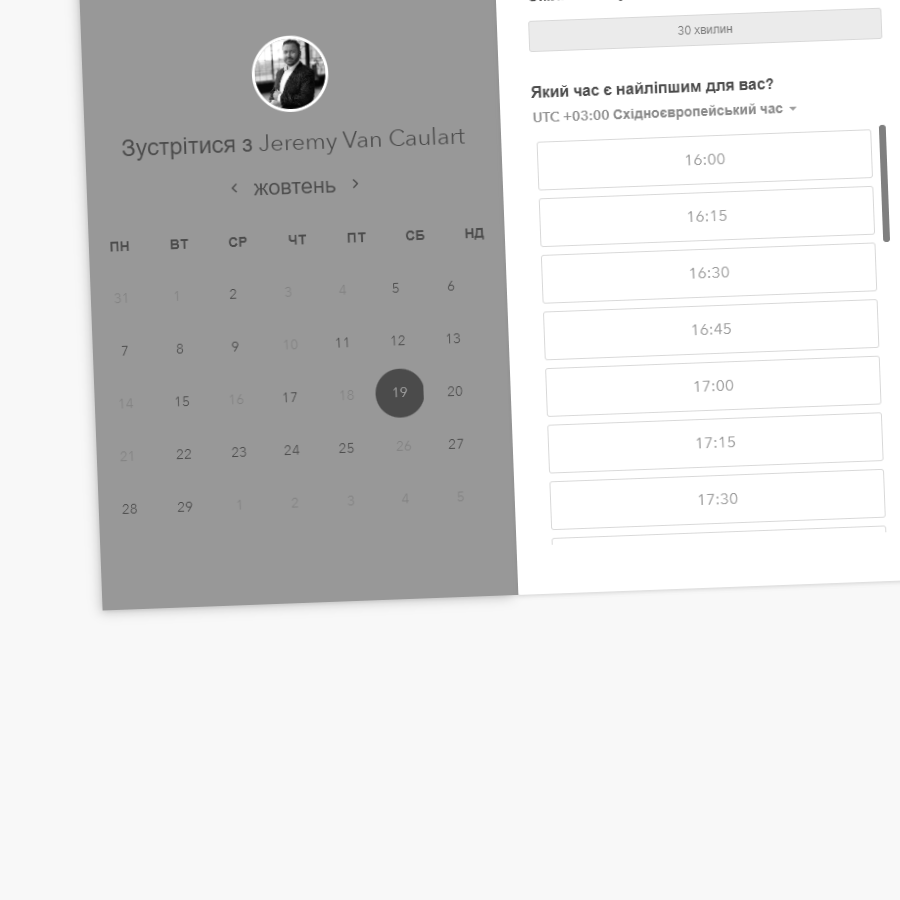 Зустрітися з Jeremy Van Caulart
‹ жовтень ›
ПН ВТ СР ЧТ ПТ СБ НД
31 1 2 3 4 5 6
7 8 9 10 11 12 13
14 15 16 17 18 19 20
21 22 23 24 25 26 27
28 29 1 2 3 4 5
30 хвилин
Який час є найліпшим для вас?
UTC +03:00 Східноєвропейський час
16:00
16:15
16:30
16:45
17:00
17:15
17:30